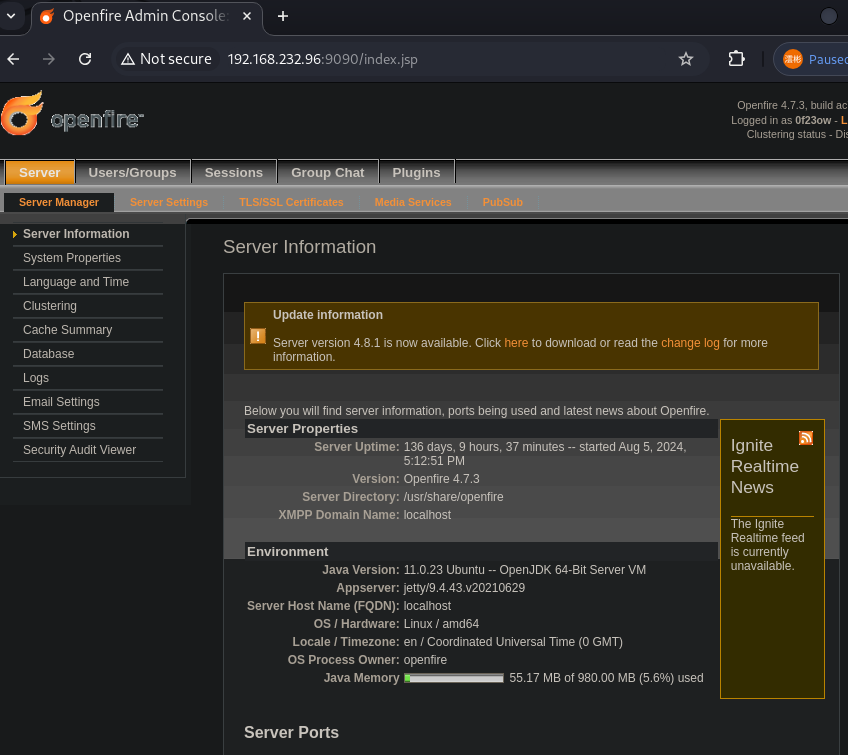 Openfire Admin Console:
Not secure 192.168.232.96:9090/index.jsp
Paused
openfire
Openfire 4.7.3, build ac
Logged in as 0f23ow - L
Clustering status - Dis
Server Users/Groups Sessions Group Chat Plugins
Server Manager Server Settings TLS/SSL Certificates Media Services PubSub
Server Information
System Properties
Language and Time
Clustering
Cache Summary
Database
Logs
Email Settings
SMS Settings
Security Audit Viewer
Server Information
Update information
Server version 4.8.1 is now available. Click here to download or read the change log for more
information.
Below you will find server information, ports being used and latest news about Openfire.
Server Properties
Server Uptime: 136 days, 9 hours, 37 minutes -- started Aug 5, 2024,
5:12:51 PM
Version: Openfire 4.7.3
Server Directory: /usr/share/openfire
XMPP Domain Name: localhost
Environment
Java Version: 11.0.23 Ubuntu -- OpenJDK 64-Bit Server VM
Appserver: jetty/9.4.43.v20210629
Server Host Name (FQDN): localhost
OS / Hardware: Linux / amd64
Locale / Timezone: en / Coordinated Universal Time (0 GMT)
OS Process Owner: openfire
Java Memory 55.17 MB of 980.00 MB (5.6%) used
Ignite
Realtime
News
The Ignite
Realtime feed
is currently
unavailable.
Server Ports